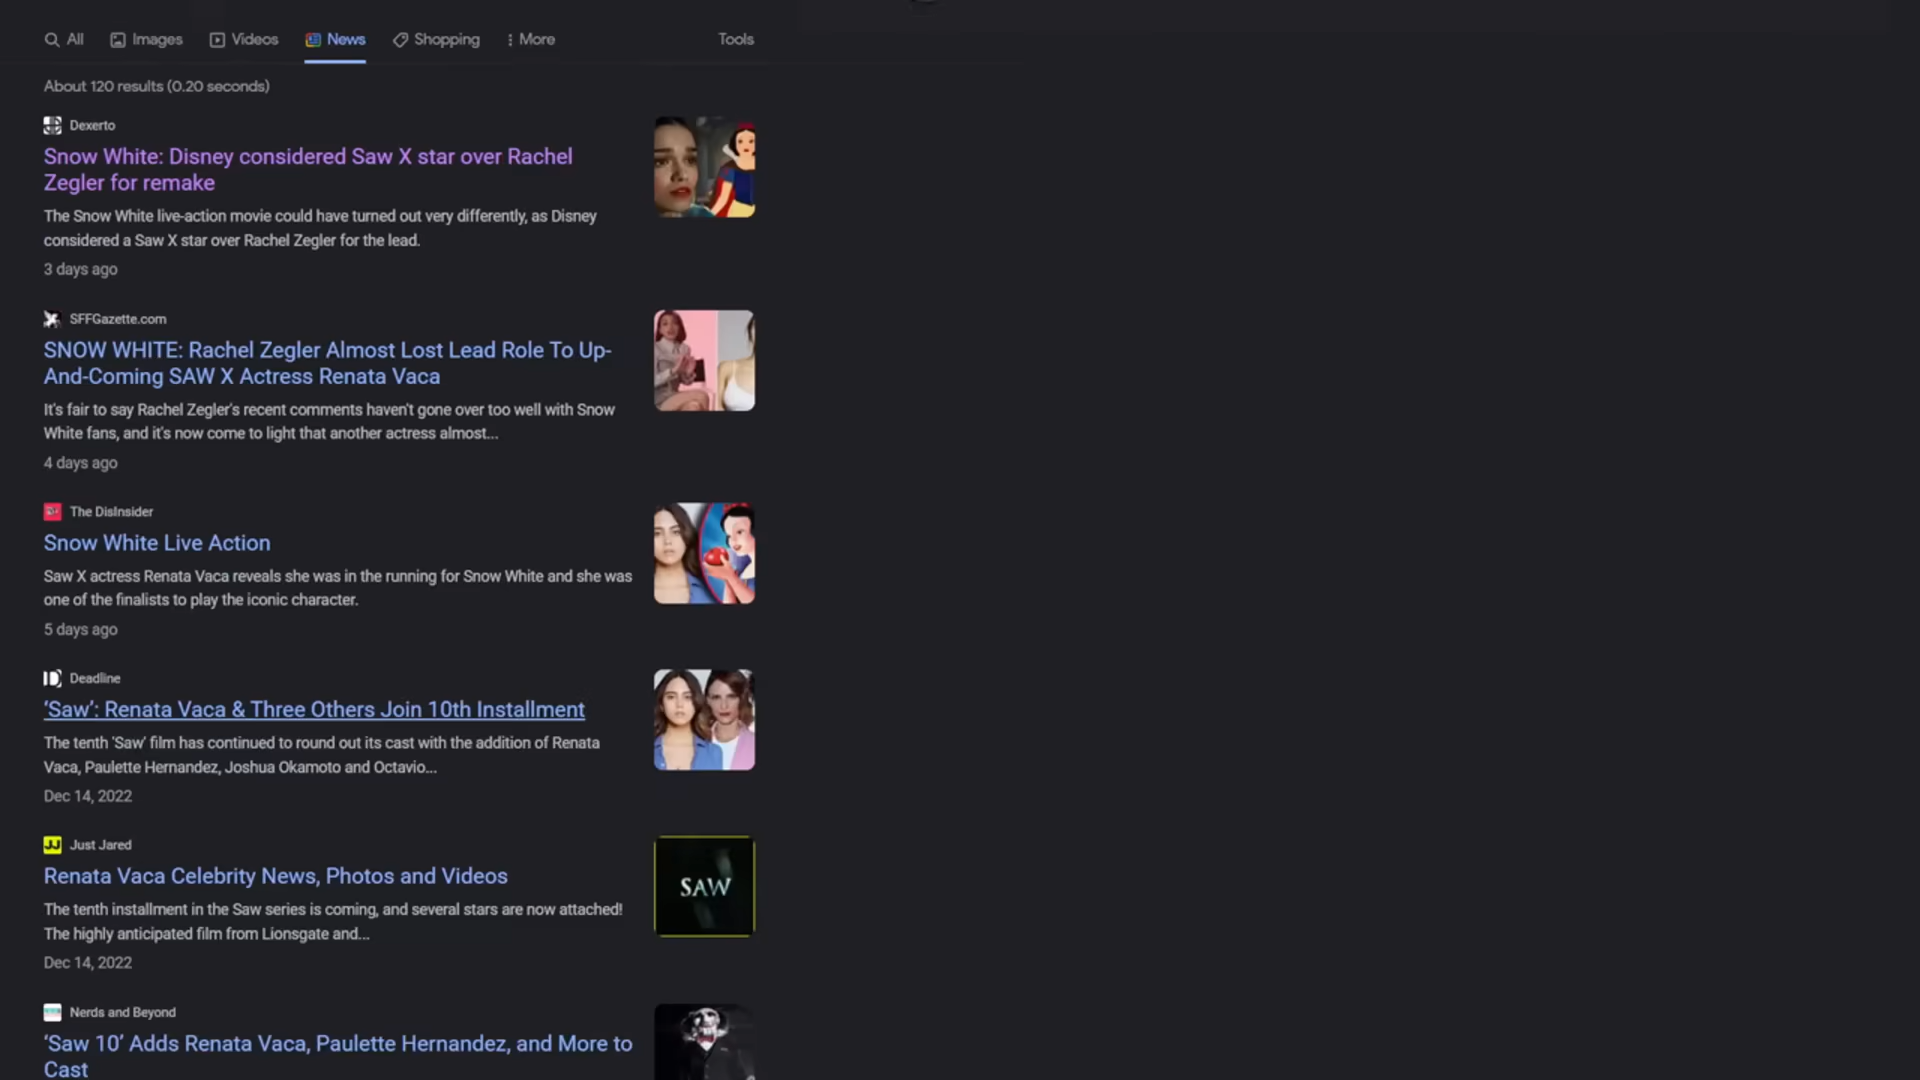 All Images Videos News Shopping More Tools
About 120 results (0.20 seconds)
Dexerto
Snow White: Disney considered Saw X star over Rachel
Zegler for remake
The Snow White live-action movie could have turned out very differently, as Disney
considered a Saw X star over Rachel Zegler for the lead.
3 days ago
SFFGazette.com
SNOW WHITE: Rachel Zegler Almost Lost Lead Role To Up-
And-Coming SAW X Actress Renata Vaca
It's fair to say Rachel Zegler's recent comments haven't gone over too well with Snow
White fans, and it's now come to light that another actress almost...
4 days ago
The DisInsider
Snow White Live Action
Saw X actress Renata Vaca reveals she was in the running for Snow White and she was
one of the finalists to play the iconic character.
5 days ago
Deadline
‘Saw’: Renata Vaca & Three Others Join 10th Installment
The tenth 'Saw' film has continued to round out its cast with the addition of Renata
Vaca, Paulette Hernandez, Joshua Okamoto and Octavio...
Dec 14, 2022
JJ Just Jared
Renata Vaca Celebrity News, Photos and Videos
The tenth installment in the Saw series is coming, and several stars are now attached!
The highly anticipated film from Lionsgate and...
SAW
Dec 14, 2022
Nerds and Beyond
‘Saw 10’ Adds Renata Vaca, Paulette Hernandez, and More to
Cast